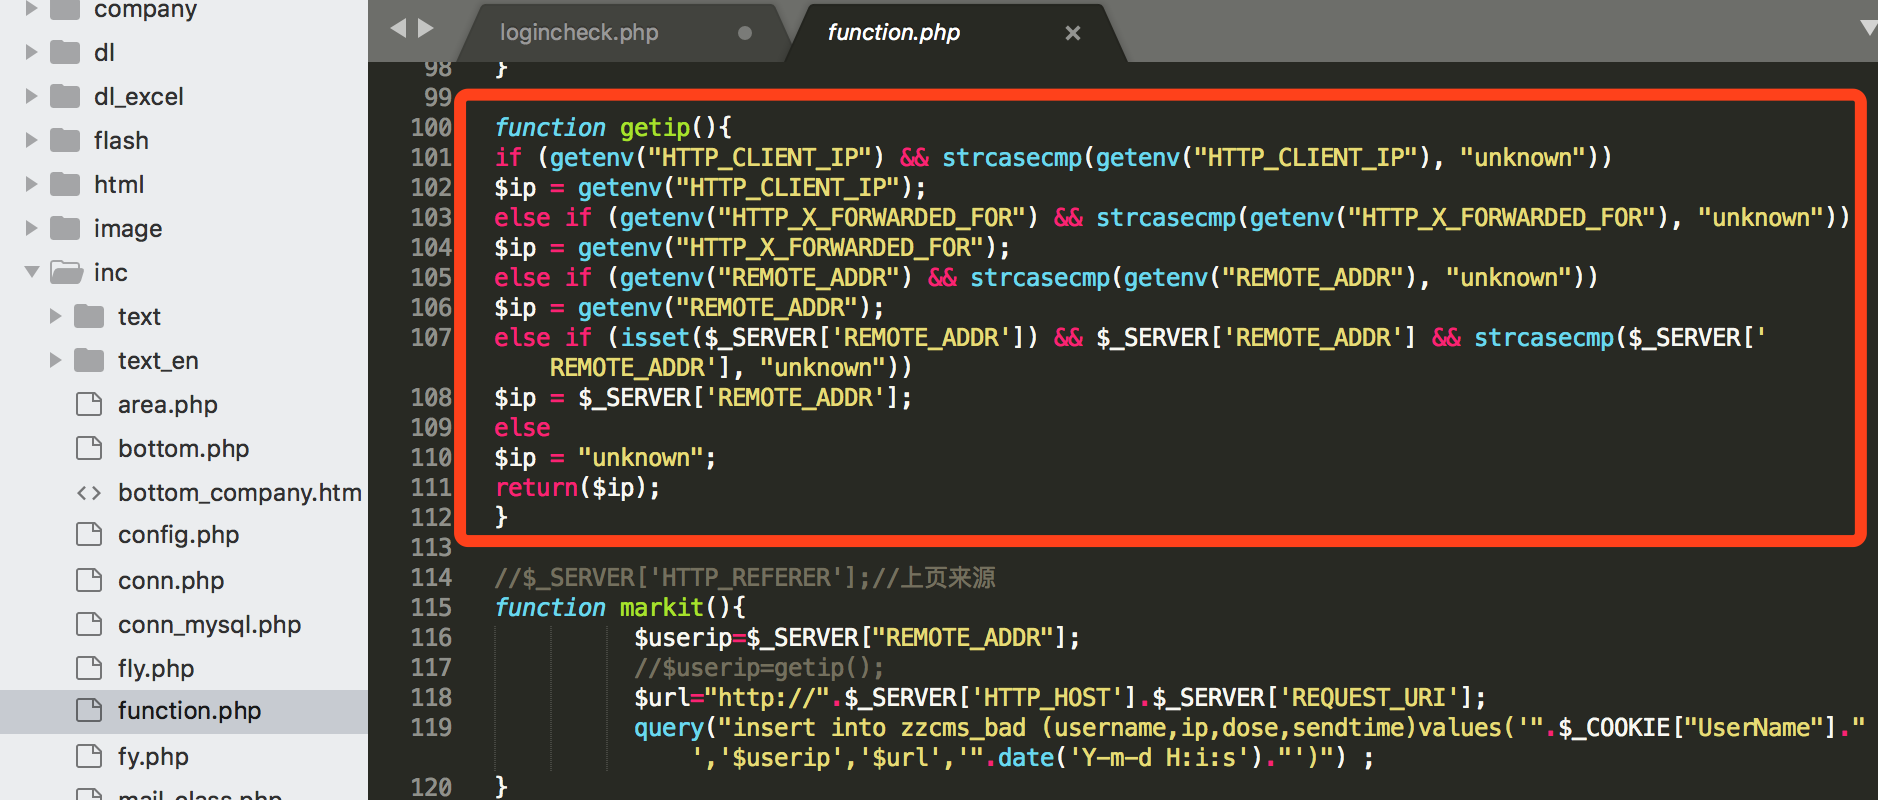 company
dl
dl_excel
flash
html
image
inc
text
text_en
area.php
bottom.php
bottom_company.htm
config.php
conn.php
conn_mysql.php
fly.php
function.php
fy.php
mail_class.php
logincheck.php
function.php
98 }
99
100 function getip(){
101 if (getenv("HTTP_CLIENT_IP") && strcasecmp(getenv("HTTP_CLIENT_IP"), "unknown"))
102 $ip = getenv("HTTP_CLIENT_IP");
103 else if (getenv("HTTP_X_FORWARDED_FOR") && strcasecmp(getenv("HTTP_X_FORWARDED_FOR"), "unknown"))
104 $ip = getenv("HTTP_X_FORWARDED_FOR");
105 else if (getenv("REMOTE_ADDR") && strcasecmp(getenv("REMOTE_ADDR"), "unknown"))
106 $ip = getenv("REMOTE_ADDR");
107 else if (isset($_SERVER['REMOTE_ADDR']) && $_SERVER['REMOTE_ADDR'] && strcasecmp($_SERVER['
REMOTE_ADDR'], "unknown"))
108 $ip = $_SERVER['REMOTE_ADDR'];
109 else
110 $ip = "unknown";
111 return($ip);
112 }
113
114 //$_SERVER['HTTP_REFERER'];//上页来源
115 function markit(){
116 $userip=$_SERVER["REMOTE_ADDR"];
117 //$userip=getip();
118 $url="http://".$_SERVER['HTTP_HOST'].$_SERVER['REQUEST_URI'];
119 query("insert into zzcms_bad (username,ip,dose,sendtime)values('".$_COOKIE["UserName"]."
','$userip','$url','".date('Y-m-d H:i:s')."')") ;
120 }